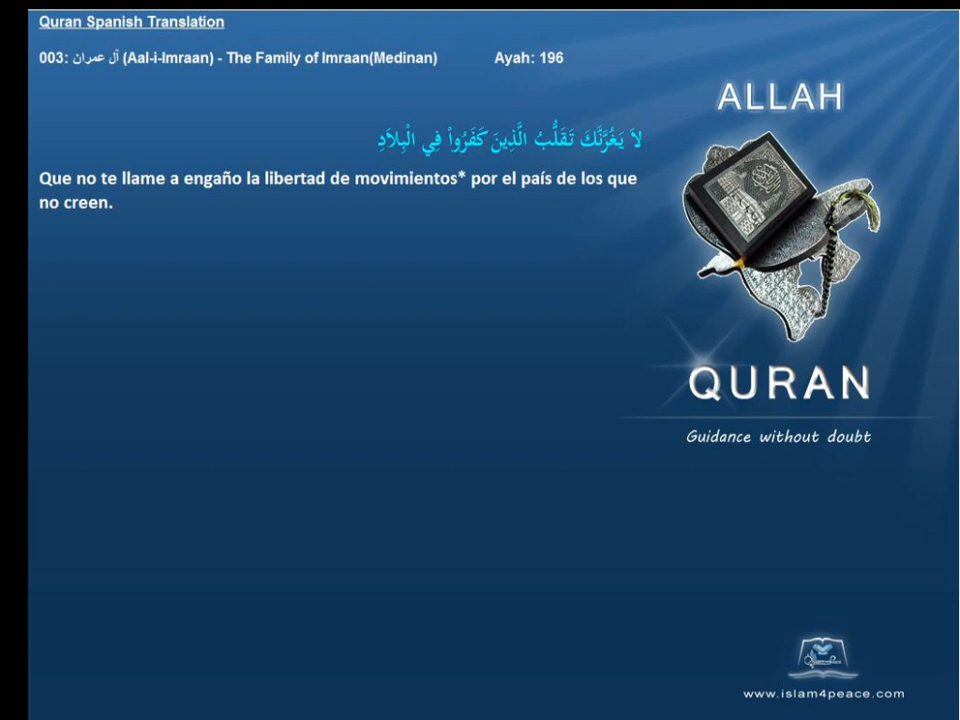 Quran Spanish Translation
003: آل عمران (Aal-i-Imraan) - The Family of Imraan(Medinan) Ayah: 196
لاَ يَغُرَّنَّكَ تَقَلُّبُ الَّذِينَ كَفَرُواْ فِي الْبِلاَدِ
Que no te llame a engaño la libertad de movimientos* por el país de los que
no creen.
ALLAH
QURAN
Guidance without doubt
www.islam4peace.com